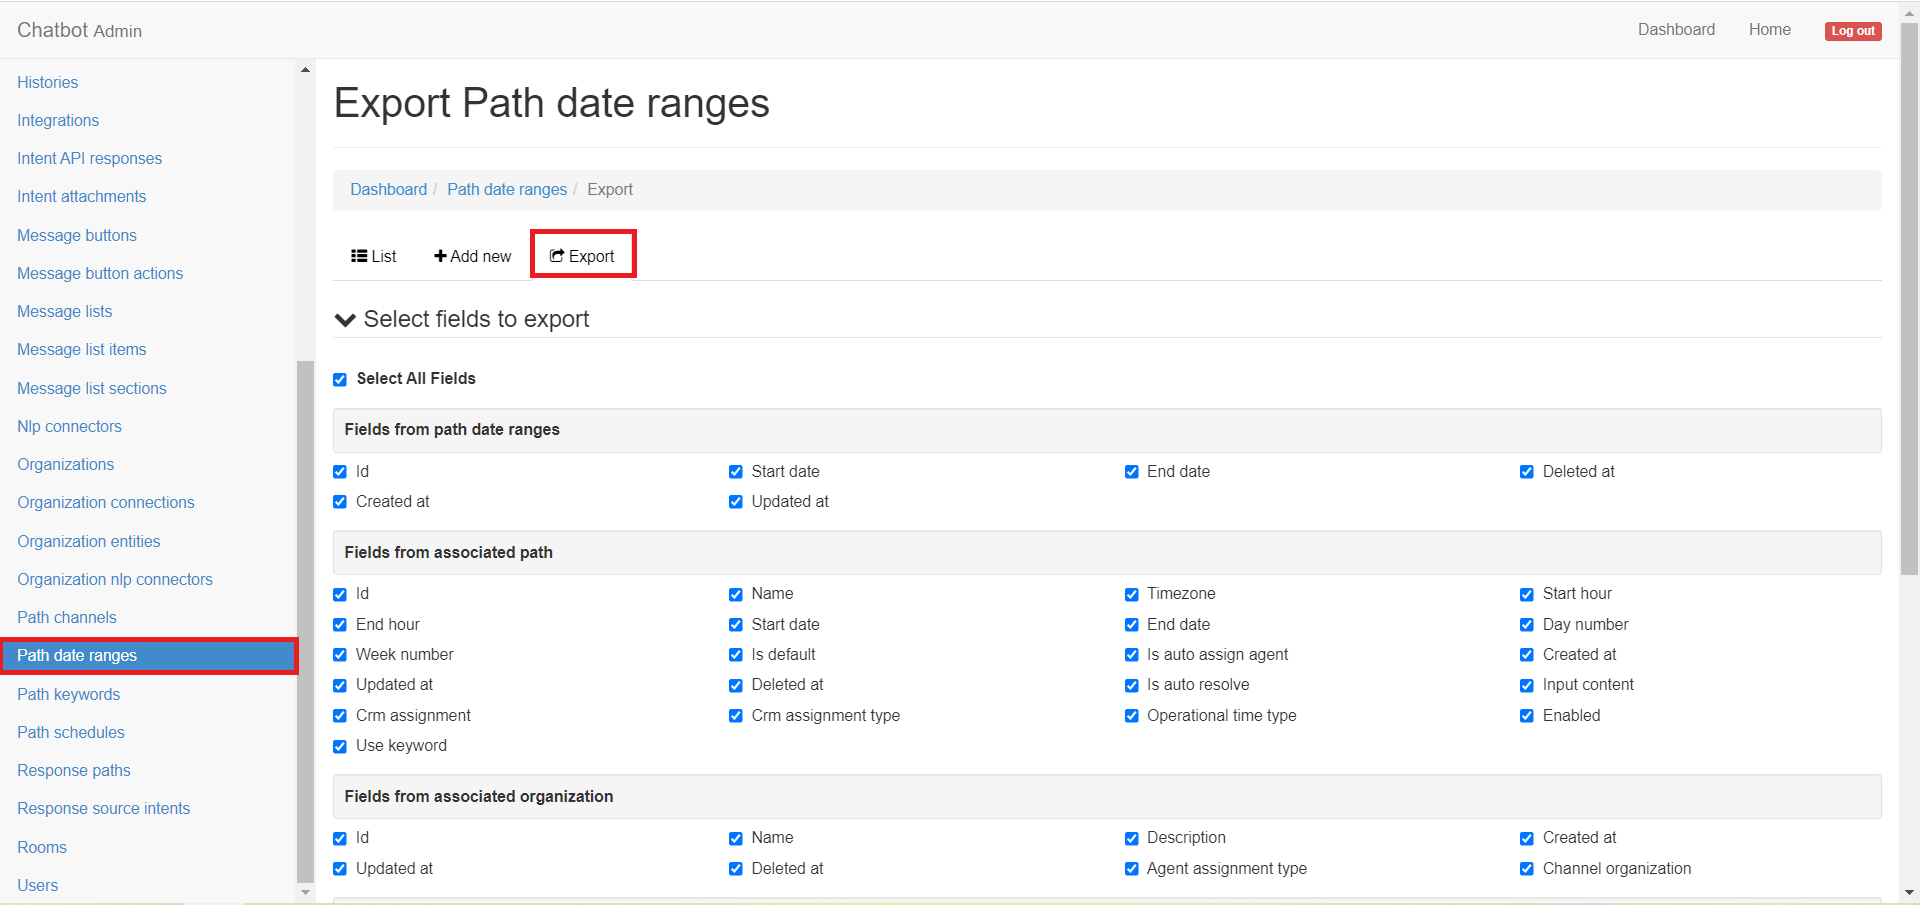 Chatbot Admin
Dashboard
Home
Log out
Histories
Integrations
Intent API responses
Intent attachments
Message buttons
Message button actions
Message lists
Message list items
Message list sections
Nlp connectors
Organizations
Organization connections
Organization entities
Organization nlp connectors
Path channels
Path date ranges
Path keywords
Path schedules
Response paths
Response source intents
Rooms
Users
Export Path date ranges
Dashboard / Path date ranges / Export
List
Add new
Export
Select fields to export
Select All Fields
Fields from path date ranges
Id Start date End date Deleted at
Created at Updated at
Fields from associated path
Id Name Timezone Start hour
End hour Start date End date Day number
Week number Is default Is auto assign agent Created at
Updated at Deleted at Is auto resolve Input content
Crm assignment Crm assignment type Operational time type Enabled
Use keyword
Fields from associated organization
Id Name Description Created at
Updated at Deleted at Agent assignment type Channel organization